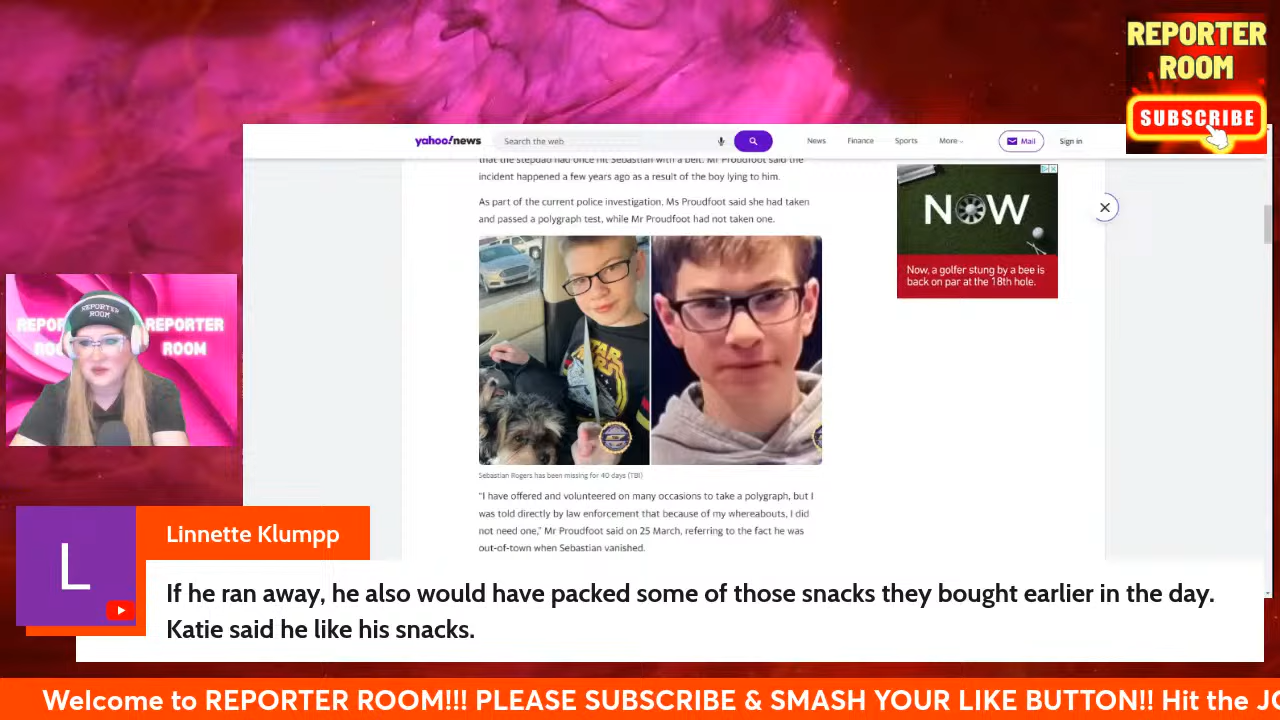 REPORTER
ROOM
SUBSCRIBE
yahoo!news
Search the web
News
Finance
Sports
More
Mail
Sign in
that the stepdad had once hit Sebastian with a belt. Mr Proudfoot said the
incident happened a few years ago as a result of the boy lying to him.
As part of the current police investigation, Ms Proudfoot said she had taken
and passed a polygraph test, while Mr Proudfoot had not taken one.
NOW
Now, a golfer stung by a bee is
back on par at the 18th hole.
STAR
WARS
REPORTER
ROOM
REPORTER
ROOM
Sebastian Rogers has been missing for 40 days (TBI)
"I have offered and volunteered on many occasions to take a polygraph, but I
was told directly by law enforcement that because of my whereabouts, I did
not need one," Mr Proudfoot said on 25 March, referring to the fact he was
out-of-town when Sebastian vanished.
L
Linnette Klumpp
If he ran away, he also would have packed some of those snacks they bought earlier in the day.
Katie said he like his snacks.
Welcome to REPORTER ROOM!!! PLEASE SUBSCRIBE & SMASH YOUR LIKE BUTTON!! Hit the JO